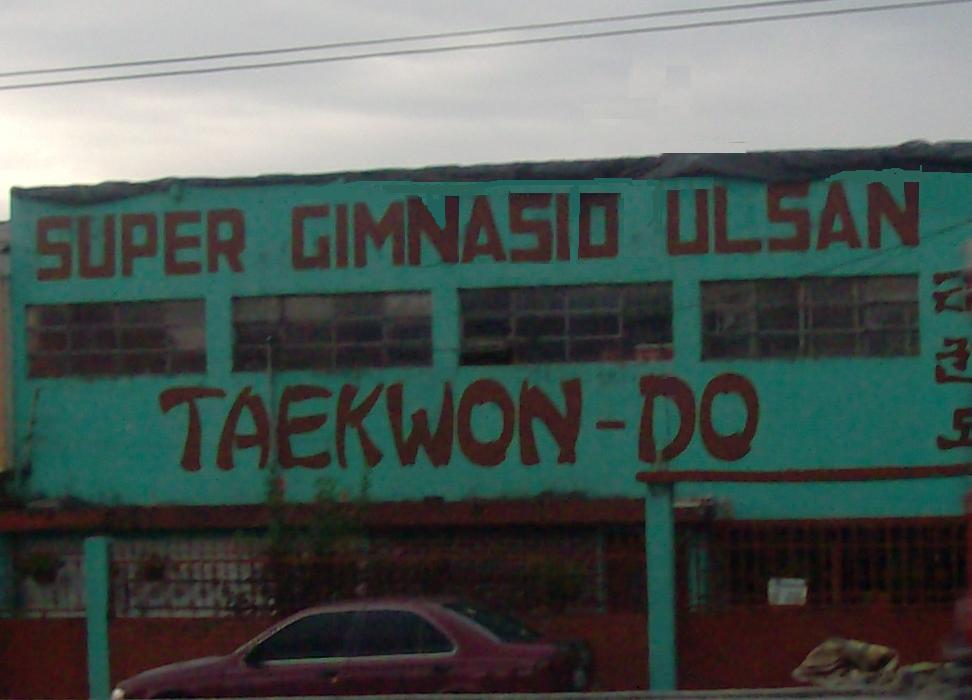 SUPER GIMNASIO ULSAN
TAEKWON-DO